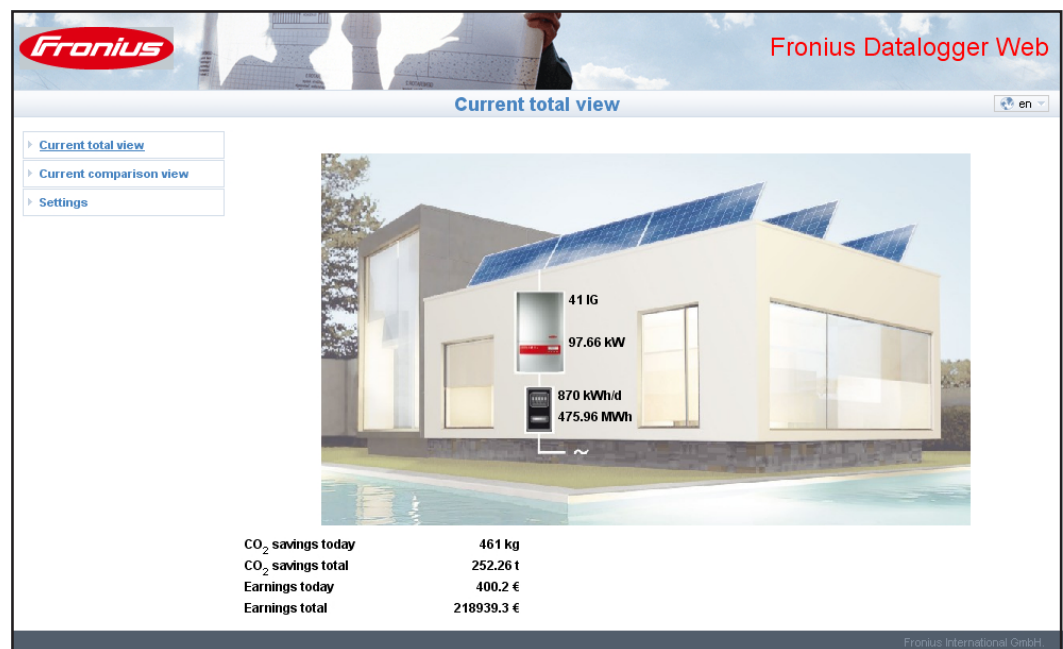 Fronius
Fronius Datalogger Web
Current total view
en
Current total view
Current comparison view
Settings
41 IG
97.66 kW
870 kWh/d
475.96 MWh
~
CO₂ savings today 461 kg
CO₂ savings total 252.26 t
Earnings today 400.2 €
Earnings total 218939.3 €
Fronius International GmbH.